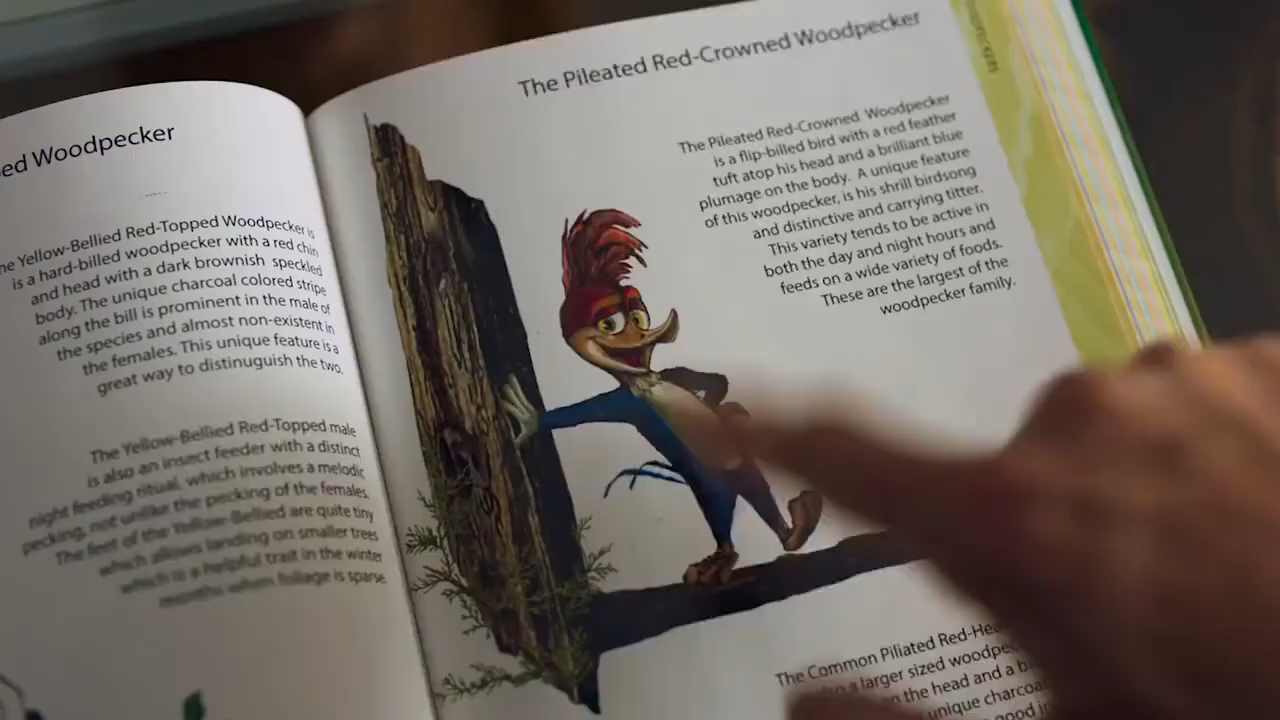 ed Woodpecker
The Pileated Red-Crowned Woodpecker
he Yellow-Bellied Red-Topped Woodpecker is
is a hard-billed woodpecker with a red chin
and head with a dark brownish speckled
body. The unique charcoal colored stripe
along the bill is prominent in the male of
the species and almost non-existent in
the females. This unique feature is a
great way to distinuguish the two.
The Yellow-Bellied Red-Topped male
is also an insect feeder with a distinct
night feeding ritual, which involves a melodic
pecking, not unlike the pecking of the females.
The feet of the Yellow-Bellied are quite tiny
which allows landing on smaller trees
which is a helpful trait in the winter
months when foliage is sparse.
The Pileated Red-Crowned Woodpecker
is a flip-billed bird with a red feather
tuft atop his head and a brilliant blue
plumage on the body. A unique feature
of this woodpecker, is his shrill birdsong
and distinctive and carrying titter.
This variety tends to be active in
both the day and night hours and
feeds on a wide variety of foods.
These are the largest of the
woodpecker family.
The Common Piliated Red-He
a larger sized woodpe
on the head and a b
unique charcoa
good i